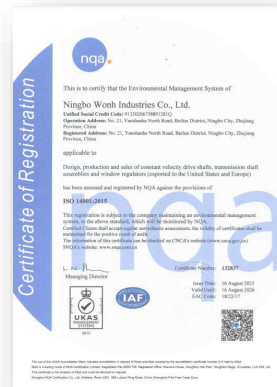 nqa.
Certificate of Registration
This is to certify that the Environmental Management System of
Ningbo Wonh Industries Co., Ltd.
Unified Social Credit Code:
Operation Address: No. 21, Yanshanhe North Road, Beilun District, Ningbo City, Zhejiang
Province, China
Registered Address: No. 21, Yanshanhe North Road, Beilun District, Ningbo City, Zhejiang
Province, China
applicable to
Design, production and sales of constant velocity drive shafts, transmission shaft
assemblies and window regulators (exported to the United States and Europe)
has been assessed and registered by NQA against the provisions of
ISO 14001:2015
This registration is subject to the company maintaining an environmental management
system, to the above standard, which will be monitored by NQA.
Certified Clients shall accept regular surveillance assessments, the validity of certificates shall be
maintained for the positive result of audit.
The information of this certificate can be checked on CNCA's website (www.cnca.gov.cn)
SNQA's website: www.snqa.com.cn
Managing Director
Certificate Number: 132837
Issue Date: 16 August 2023
Valid Until: 16 August 2026
EAC Code: 18/22/17
UKAS
MANAGEMENT
SYSTEMS
0015
IAF
nqa